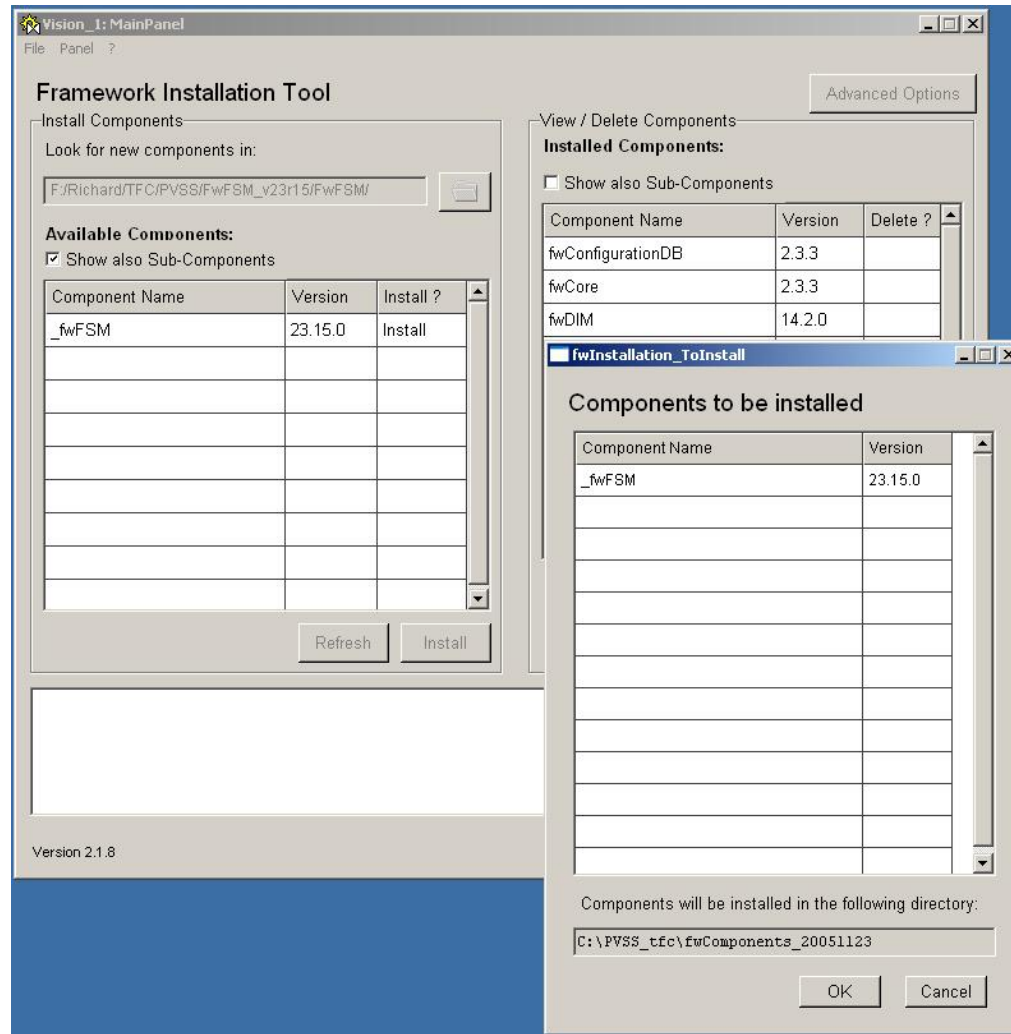 Vision_1: MainPanel
File Panel ?
Framework Installation Tool
Advanced Options
Install Components
Look for new components in:
F:/Richard/TFC/PVSS/FwFSM_v23r15/FwFSM/
Available Components:
Show also Sub-Components
Component Name Version Install ?
_fwFSM 23.15.0 Install
Refresh Install
View / Delete Components
Installed Components:
Show also Sub-Components
Component Name Version Delete ?
fwConfigurationDB 2.3.3
fwCore 2.3.3
fwDIM 14.2.0
Version 2.1.8
fwInstallation_ToInstall
Components to be installed
Component Name Version
_fwFSM 23.15.0
Components will be installed in the following directory:
C:\PVSS_tfc\fwComponents_20051123
OK Cancel